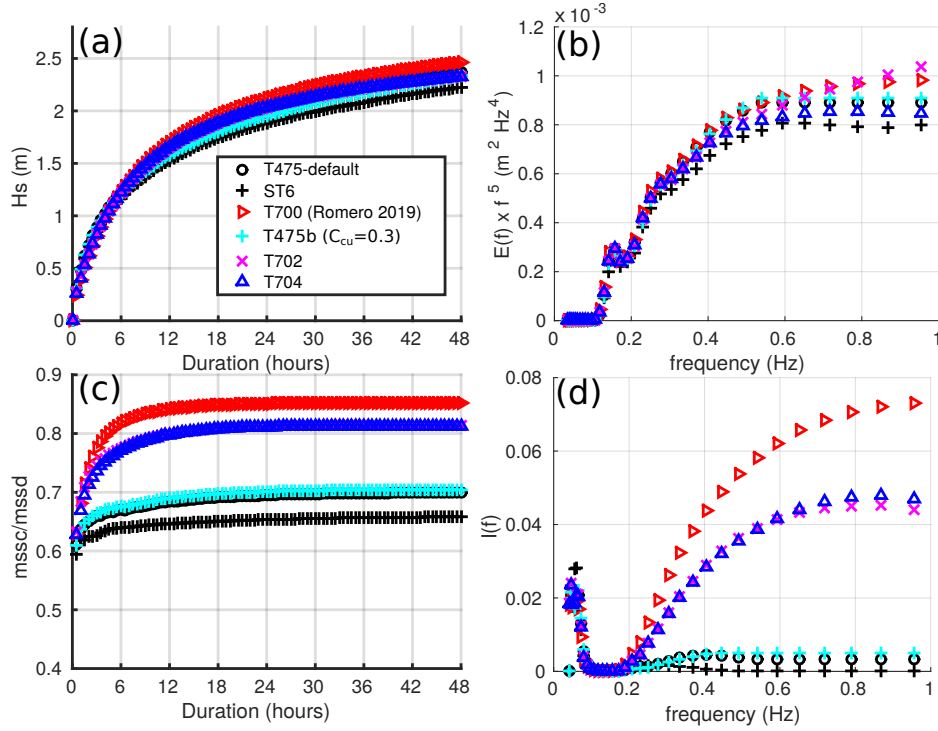 (a)
2.5
2
1.5
1
0.5
0
Hs (m)
0 6 12 18 24 30 36 42 48
Duration (hours)
T475-default
ST6
T700 (Romero 2019)
T475b (C_cu=0.3)
T702
T704
x 10^-3
(b)
1.2
1
0.8
0.6
0.4
0.2
0
E(f) x f^5 (m^2 Hz^4)
0 0.2 0.4 0.6 0.8 1
frequency (Hz)
(c)
0.9
0.8
0.7
0.6
0.5
0.4
mssc/mssd
0 6 12 18 24 30 36 42 48
Duration (hours)
(d)
0.08
0.06
0.04
0.02
0
I(f)
0 0.2 0.4 0.6 0.8 1
frequency (Hz)